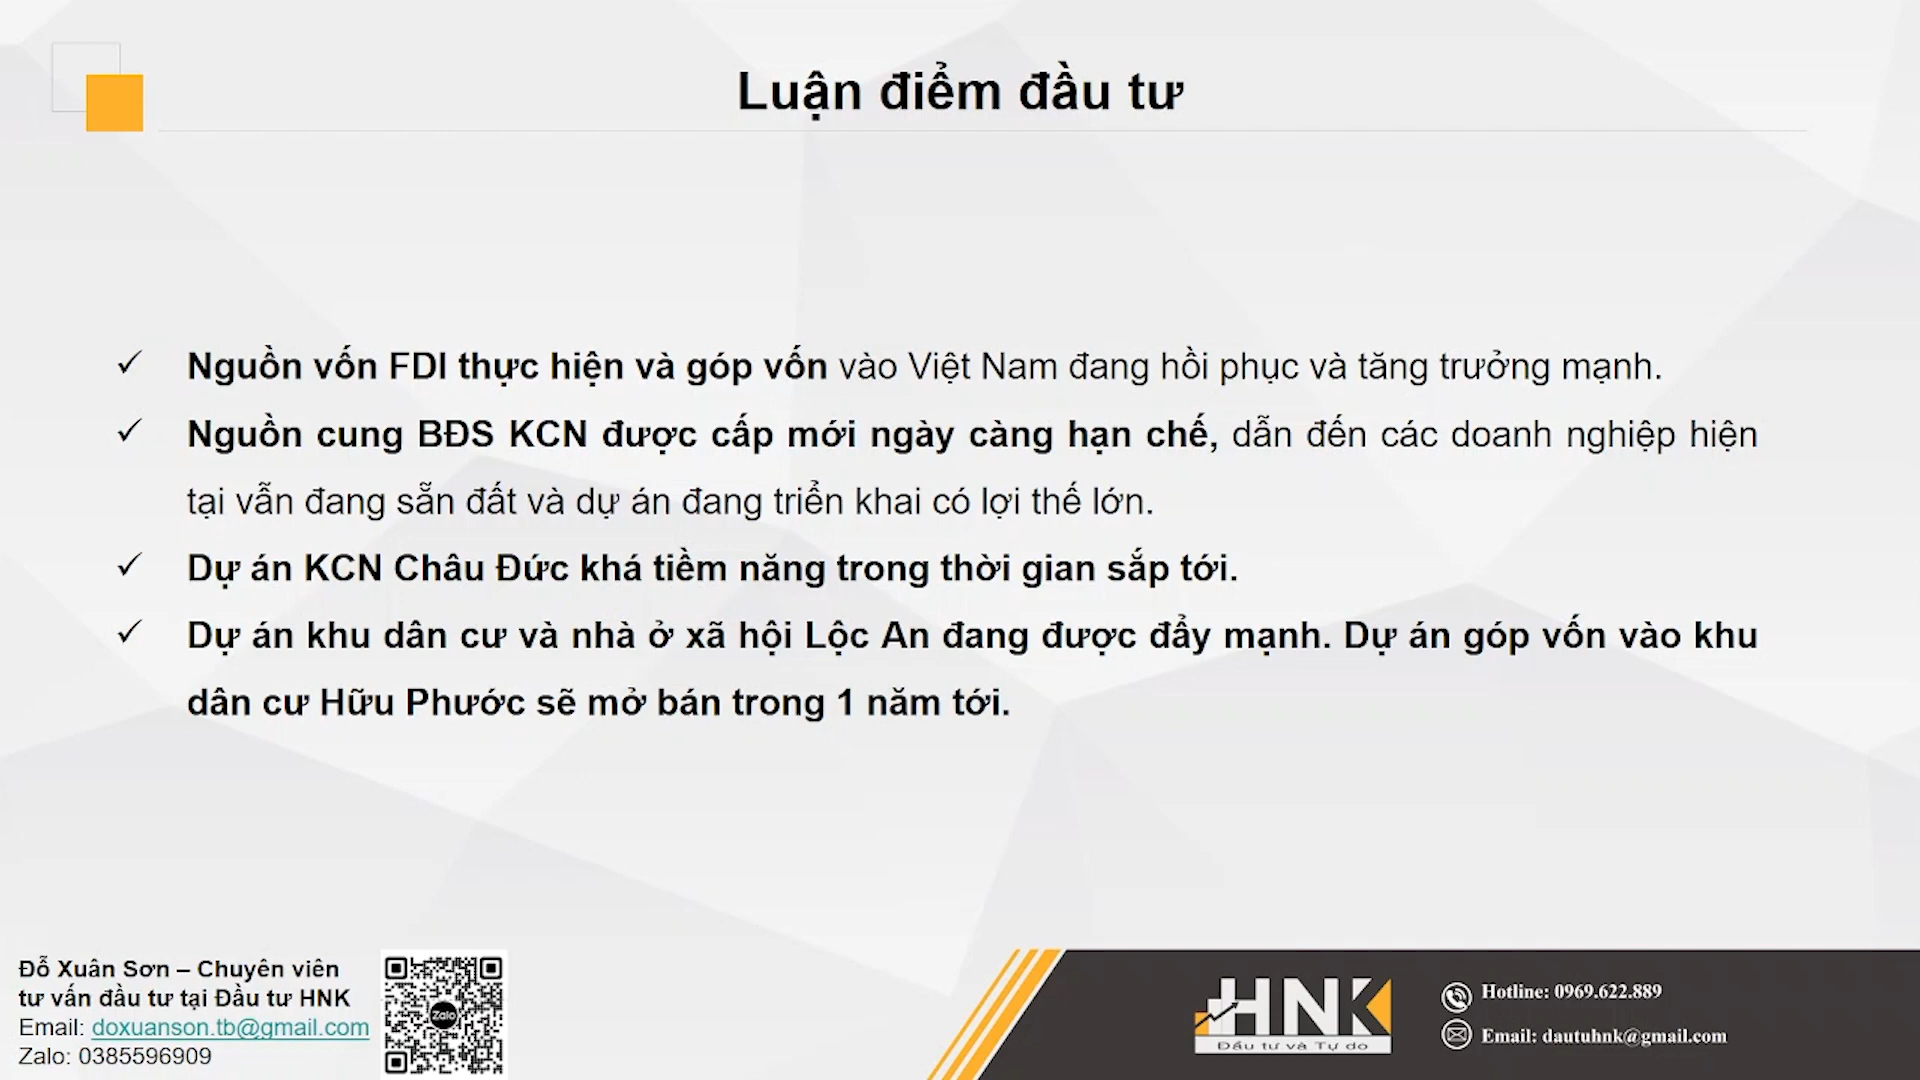 Luận điểm đầu tư
✓ Nguồn vốn FDI thực hiện và góp vốn vào Việt Nam đang hồi phục và tăng trưởng mạnh.
✓ Nguồn cung BĐS KCN được cấp mới ngày càng hạn chế, dẫn đến các doanh nghiệp hiện
tại vẫn đang sẵn đất và dự án đang triển khai có lợi thế lớn.
✓ Dự án KCN Châu Đức khá tiềm năng trong thời gian sắp tới.
✓ Dự án khu dân cư và nhà ở xã hội Lộc An đang được đẩy mạnh. Dự án góp vốn vào khu
dân cư Hữu Phước sẽ mở bán trong 1 năm tới.
Đỗ Xuân Sơn – Chuyên viên
tư vấn đầu tư tại Đầu tư HNK
Email: doxuanson.tb@gmail.com
Zalo: 0385596909
Zalo
HNK
Đầu tư và Tự do
Hotline: 0969.622.889
Email: dautuhnk@gmail.com